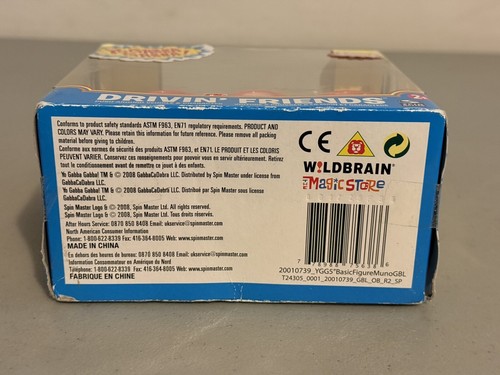 DRIVIN' FRIENDS
Conforms to product safety standards ASTM F963, EN71 regulatory requirements. PRODUCT AND
COLORS MAY VARY. Please retain this information for future reference. Please remove all packing
material before giving to children.
Conforme aux normes de sécurité des produits ASTM F963, et EN71. LE PRODUIT ET LES COLORIS
PEUVENT VARIER. Conservez ces renseignements pour pouvoir vous en servir ultérieurement. Retirez
tout le conditionnement avant de remettre ce jouet à des enfants.
Yo Gabba Gabba! TM & © 2008 GabbaCaDabra LLC. Distributed by Spin Master under license from
GabbaCaDabra LLC.
Yo Gabba Gabba! TM & © 2008 GabbaCaDabra LLC. Distribué par Spin Master sous license
GabbaCaDabra LLC.
Spin Master Logo & © 2008, Spin Master Ltd. All Rights reserved.
Spin Master Logo & © 2008, Spin Master Ltd. Tous droits réservés.
After Hours Service: 0870 850 8408 Email: ukservice@spinmaster.com
North American Consumer Information
Phone: 1-800-622-8339 Fax: 416-364-8005 Web: www.spinmaster.com
MADE IN CHINA
En dehors des heures de bureau: 0870 850 8408 Email: ukservice@spinmaster.com
Information Consommateur en Amérique du Nord
Téléphone: 1-800-622-8339 Fax: 416-364-8005 Web: www.spinmaster.com
FABRIQUÉ EN CHINE
CE
WiLDBRAIN
THE Magic STORE
20010739_YGG5"BasicFigureMunoGBL
T24305_0001_20010739_GBL_OB_R2_SP